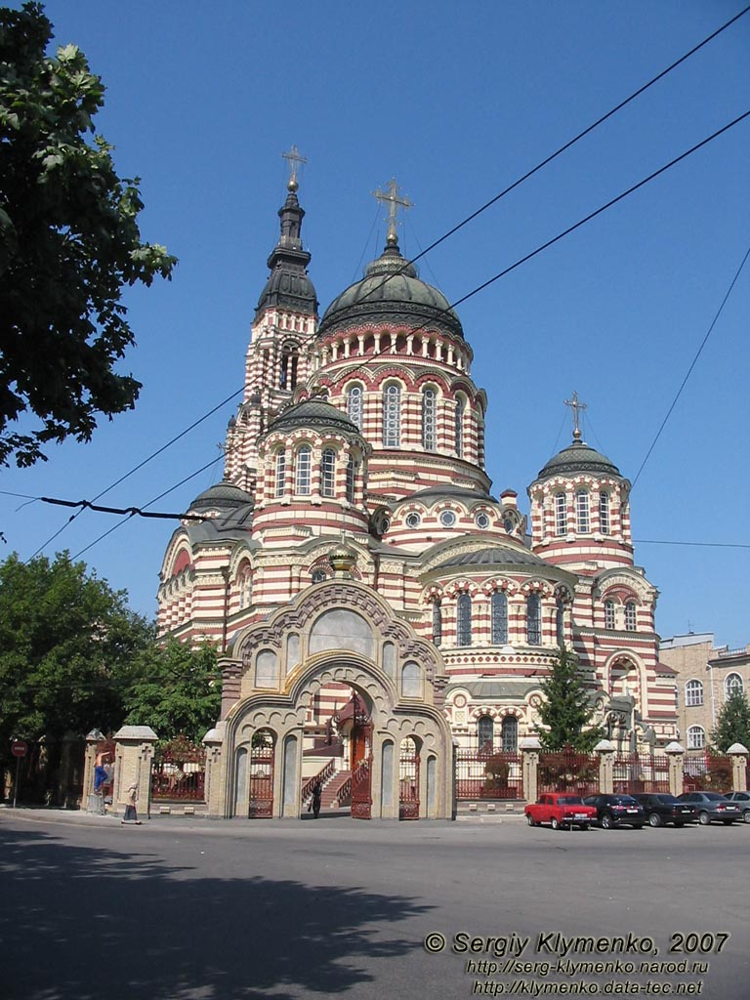 © Sergiy Klymenko, 2007
http://serg-klymenko.narod.ru
http://klymenko.data-tec.net